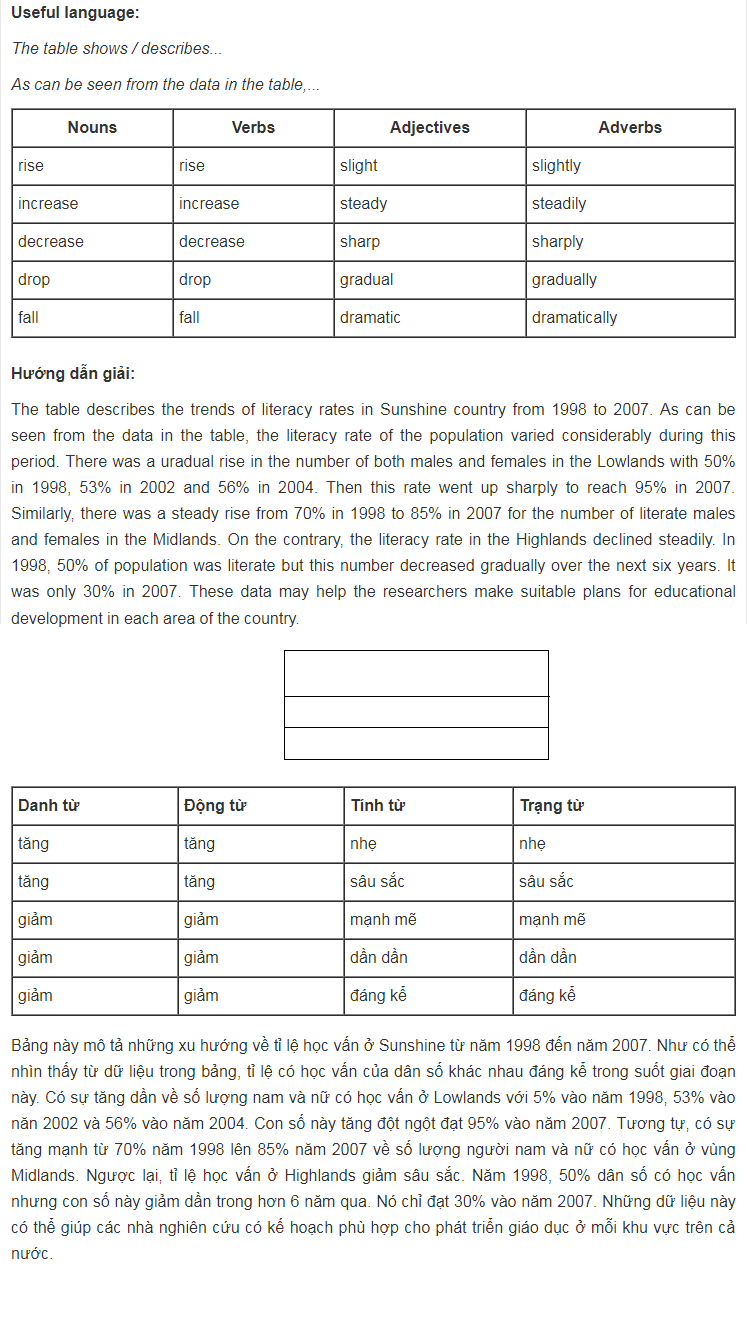 Useful language:
The table shows / describes...
As can be seen from the data in the table,...
Nouns Verbs Adjectives Adverbs
rise rise slight slightly
increase increase steady steadily
decrease decrease sharp sharply
drop drop gradual gradually
fall fall dramatic dramatically
Hướng dẫn giải:
The table describes the trends of literacy rates in Sunshine country from 1998 to 2007. As can be
seen from the data in the table, the literacy rate of the population varied considerably during this
period. There was a uradual rise in the number of both males and females in the Lowlands with 50%
in 1998, 53% in 2002 and 56% in 2004. Then this rate went up sharply to reach 95% in 2007.
Similarly, there was a steady rise from 70% in 1998 to 85% in 2007 for the number of literate males
and females in the Midlands. On the contrary, the literacy rate in the Highlands declined steadily. In
1998, 50% of population was literate but this number decreased gradually over the next six years. It
was only 30% in 2007. These data may help the researchers make suitable plans for educational
development in each area of the country.
Danh từ Động từ Tính từ Trạng từ
tăng tăng nhẹ nhẹ
tăng tăng sâu sắc sâu sắc
giảm giảm mạnh mẽ mạnh mẽ
giảm giảm dần dần dần dần
giảm giảm đáng kể đáng kể
Bảng này mô tả những xu hướng về tỉ lệ học vấn ở Sunshine từ năm 1998 đến năm 2007. Như có thể
nhìn thấy từ dữ liệu trong bảng, tỉ lệ có học vấn của dân số khác nhau đáng kể trong suốt giai đoạn
này. Có sự tăng dần về số lượng nam và nữ có học vấn ở Lowlands với 5% vào năm 1998, 53% vào
năn 2002 và 56% vào năm 2004. Con số này tăng đột ngột đạt 95% vào năm 2007. Tương tự, có sự
tăng mạnh từ 70% năm 1998 lên 85% năm 2007 về số lượng người nam và nữ có học vấn ở vùng
Midlands. Ngược lại, tỉ lệ học vấn ở Highlands giảm sâu sắc. Năm 1998, 50% dân số có học vấn
nhưng con số này giảm dần trong hơn 6 năm qua. Nó chỉ đạt 30% vào năm 2007. Những dữ liệu này
có thể giúp các nhà nghiên cứu có kế hoạch phù hợp cho phát triển giáo dục ở mỗi khu vực trên cả
nước.